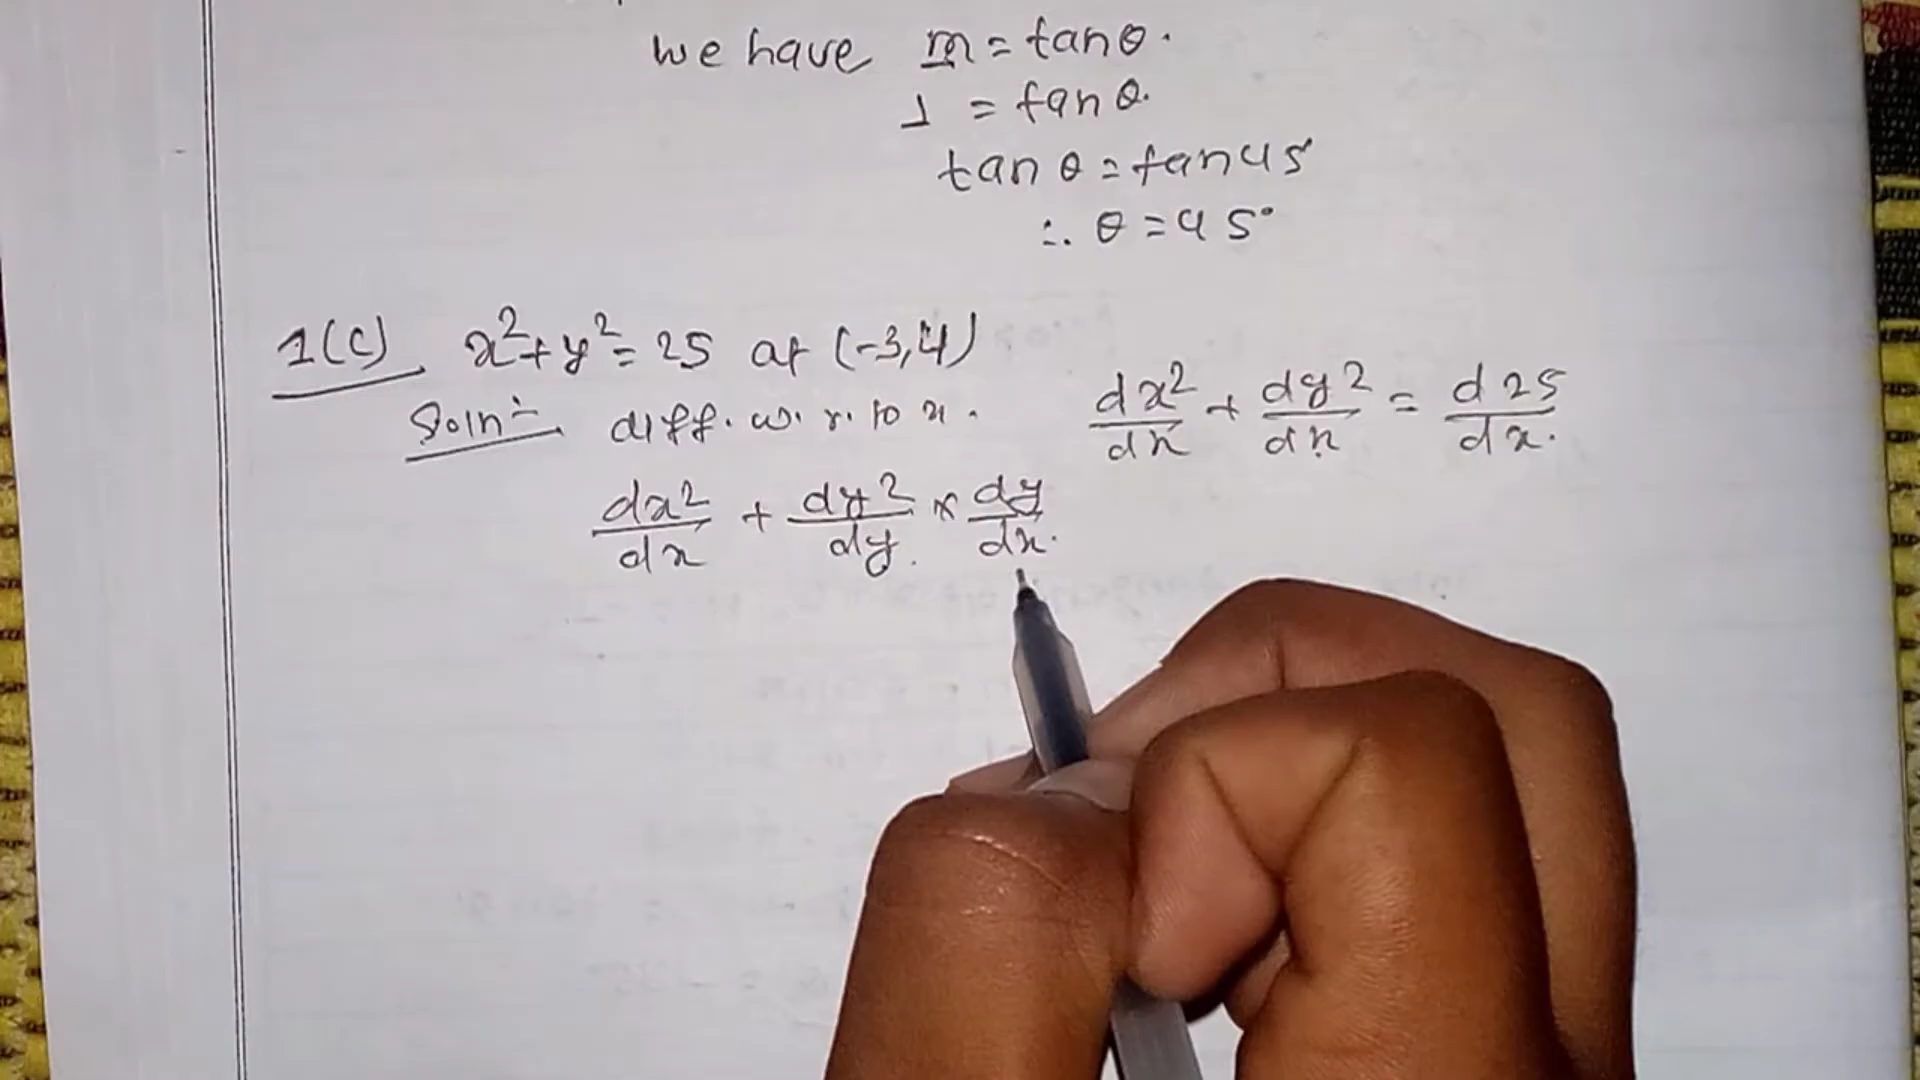 we have m = tanθ.
1 = tanθ.
tan θ = tan45
∴ θ = 45°
1(c). x²+y² = 25 at (-3,4)
Soln:- diff. w. r. to x.
dx²/dx + dy²/dx = d25/dx.
dx²/dx + dy²/dy. × dy/dx.